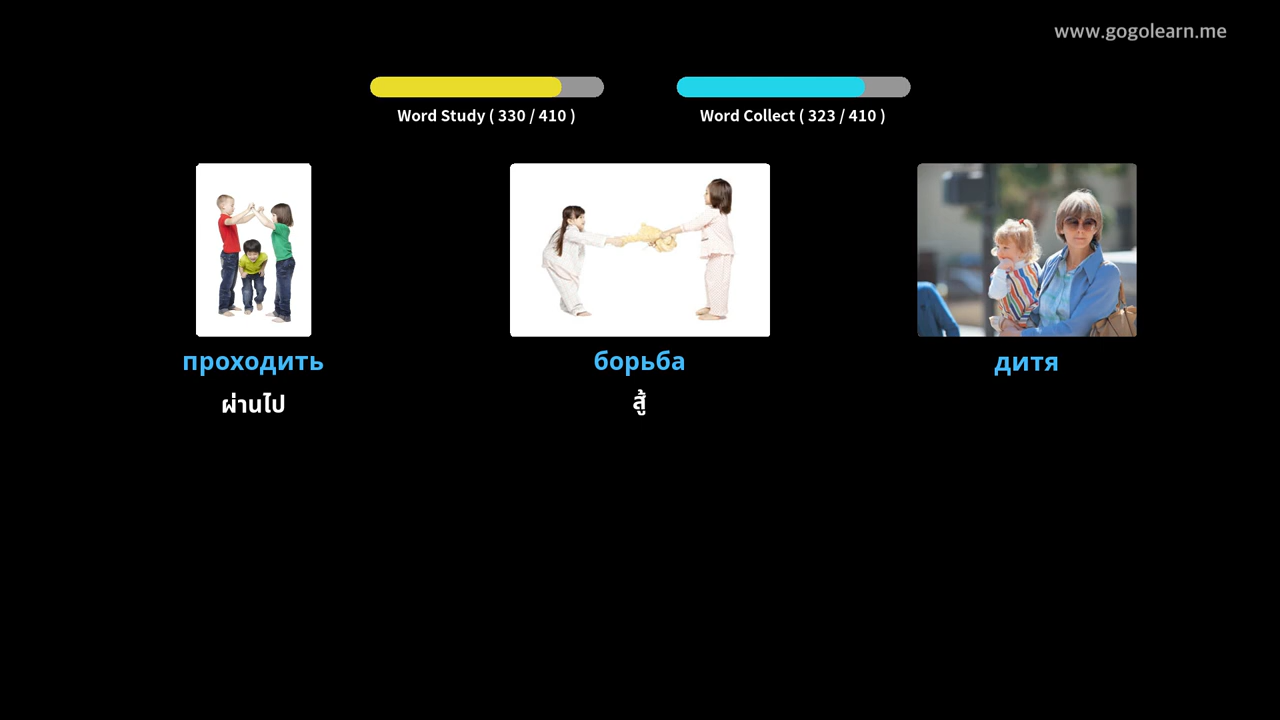 www.gogolearn.me
Word Study ( 330 / 410 )
Word Collect ( 323 / 410 )
проходить
борьба
дитя
ผ่านไป
สู้